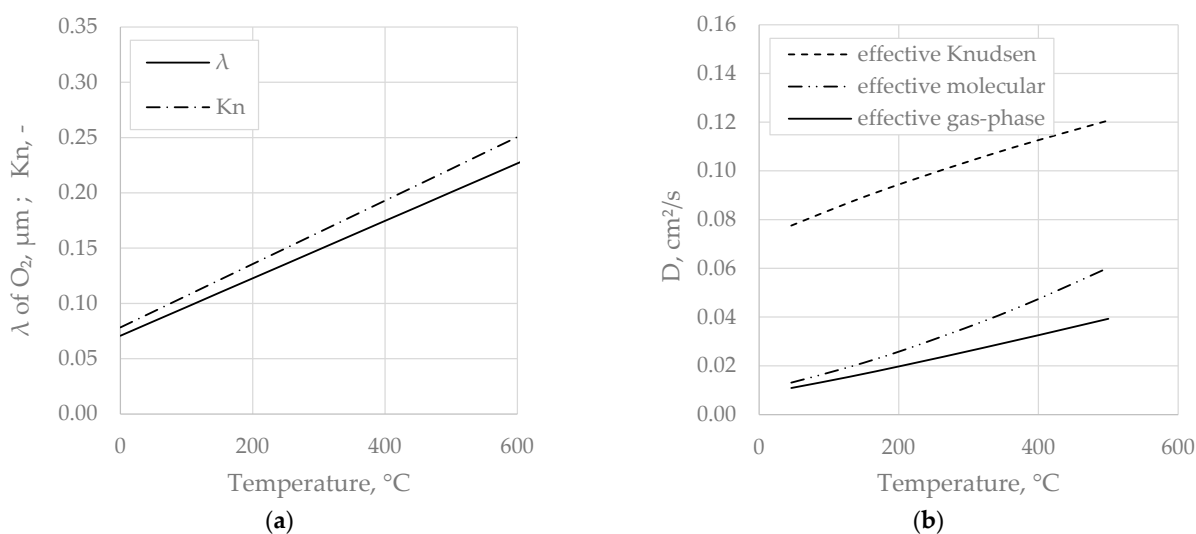 0.35
0.30
0.25
0.20
0.15
0.10
0.05
0.00
λ of O₂, μm ; Kn, -
λ
Kn
0 200 400 600
Temperature, °C
(a)
0.16
0.14
0.12
0.10
0.08
0.06
0.04
0.02
0.00
D, cm²/s
effective Knudsen
effective molecular
effective gas-phase
0 200 400 600
Temperature, °C
(b)